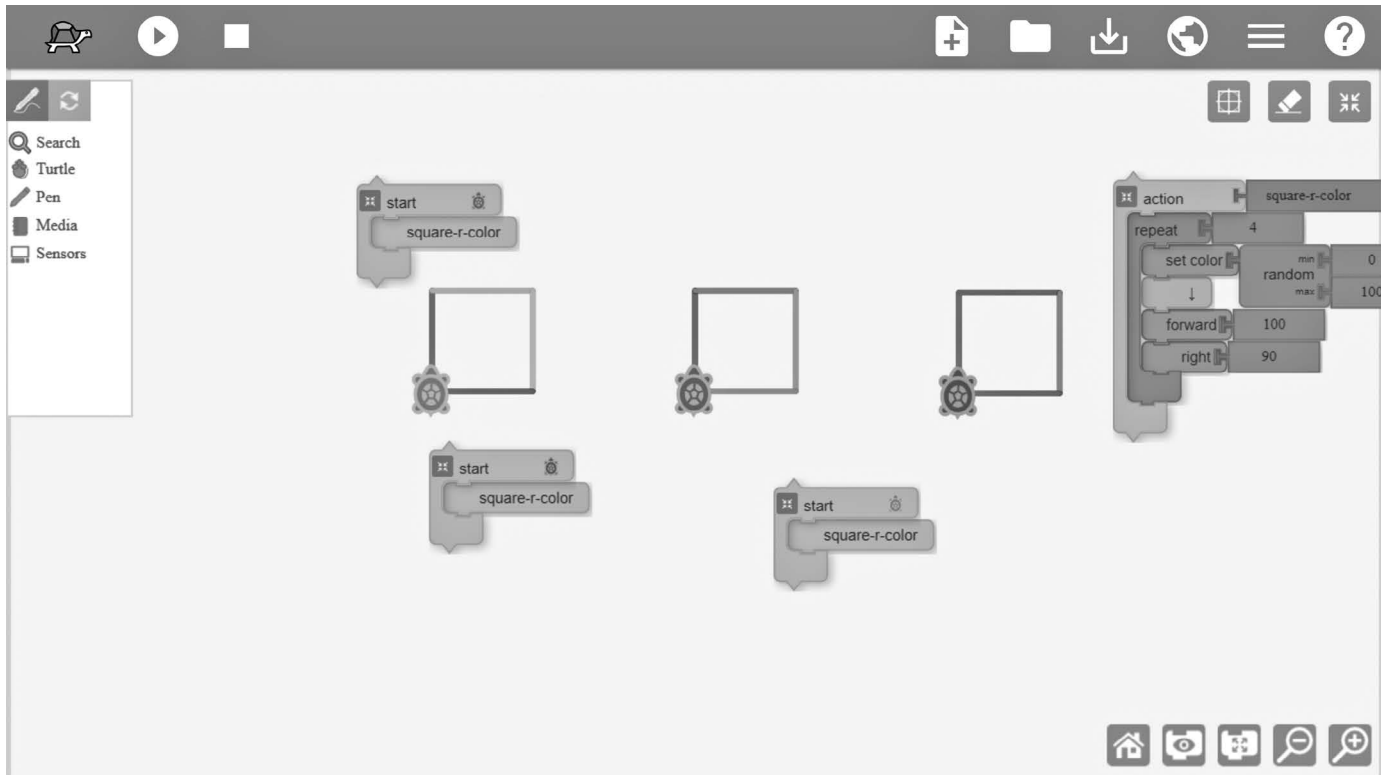 Search
Turtle
Pen
Media
Sensors
start
square-r-color
start
square-r-color
start
square-r-color
action square-r-color
repeat 4
set color random min 0
max 100
↓
forward 100
right 90